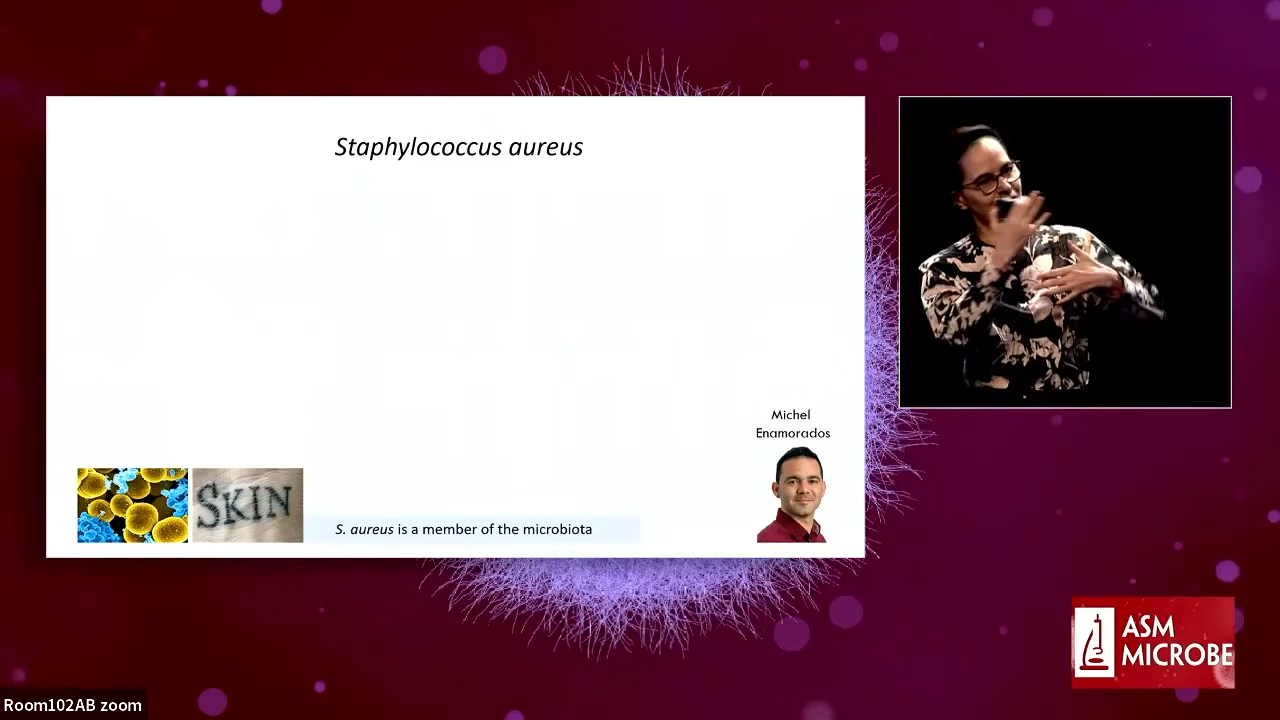 Staphylococcus aureus
Michel
Enamorados
SKIN
S. aureus is a member of the microbiota
ASM
MICROBE
Room102AB zoom